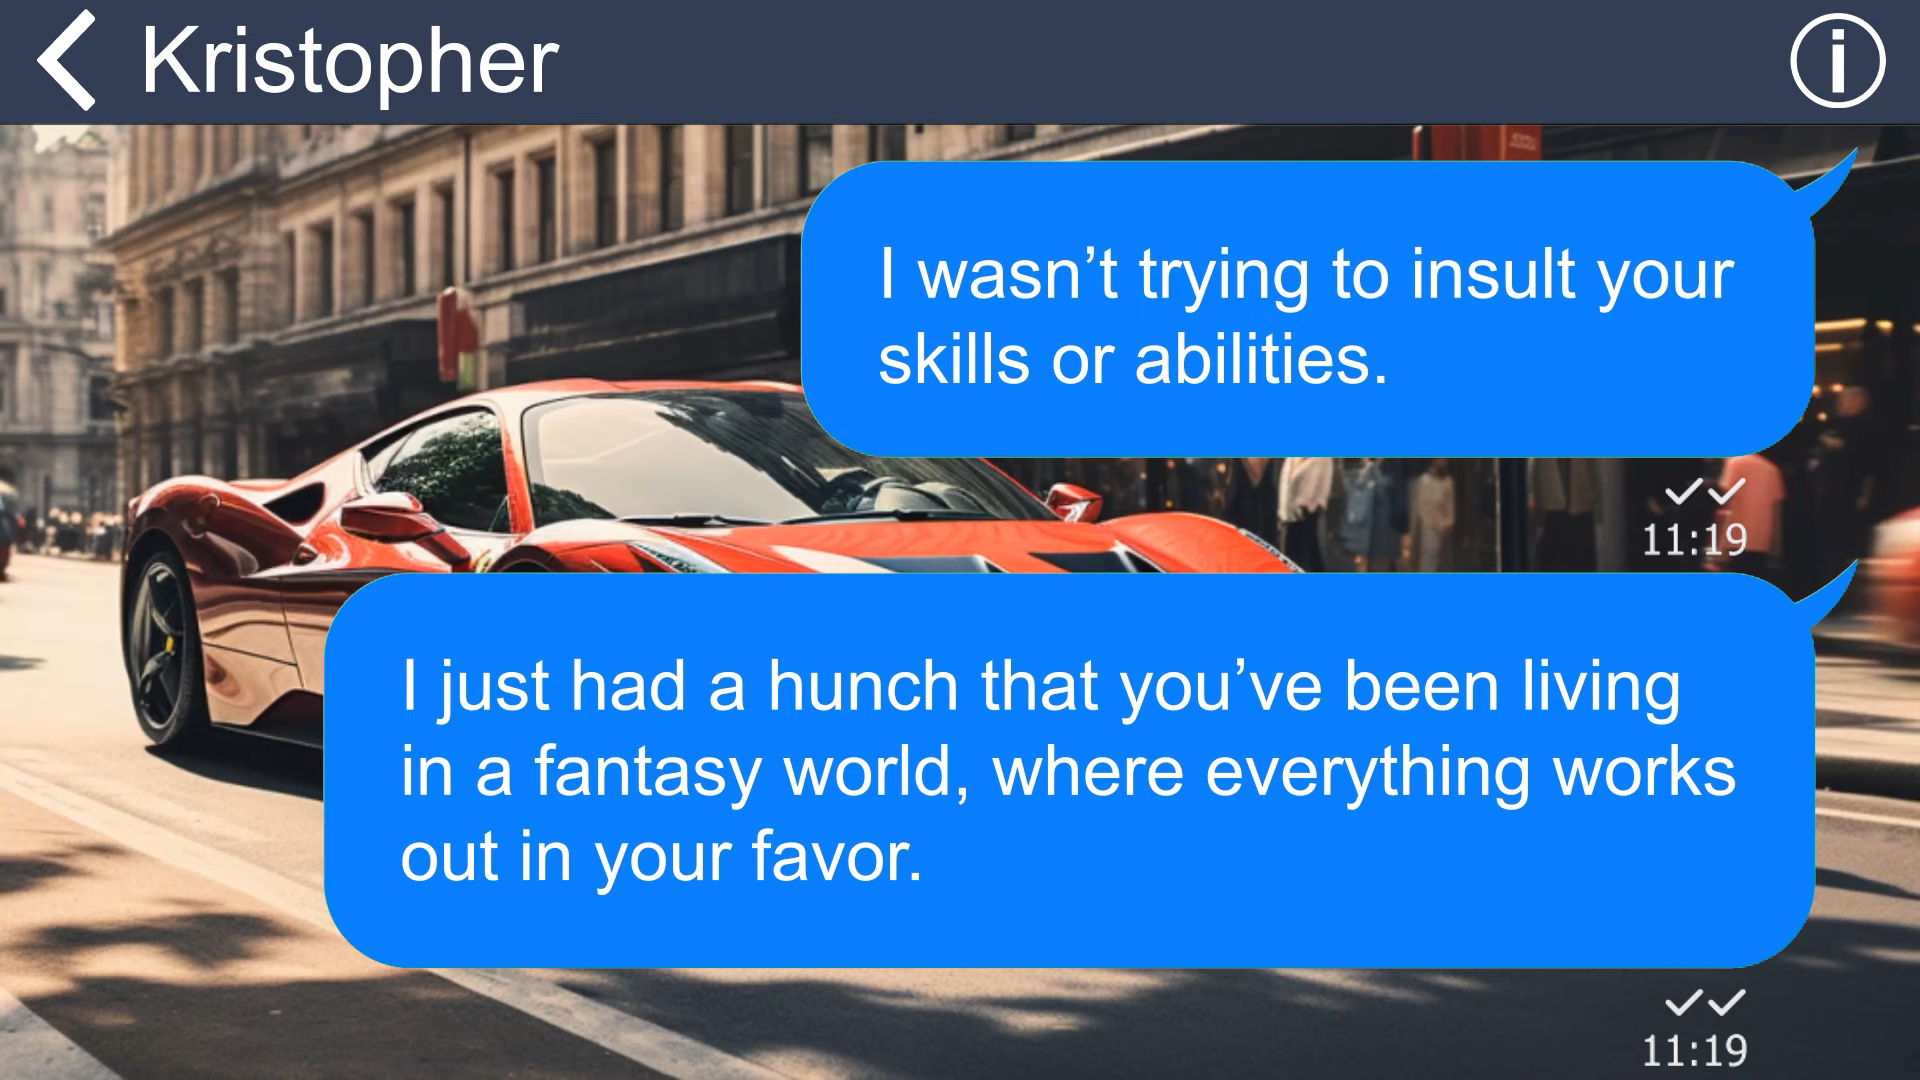 Kristopher
I wasn’t trying to insult your
skills or abilities.
11:19
I just had a hunch that you’ve been living
in a fantasy world, where everything works
out in your favor.
11:19